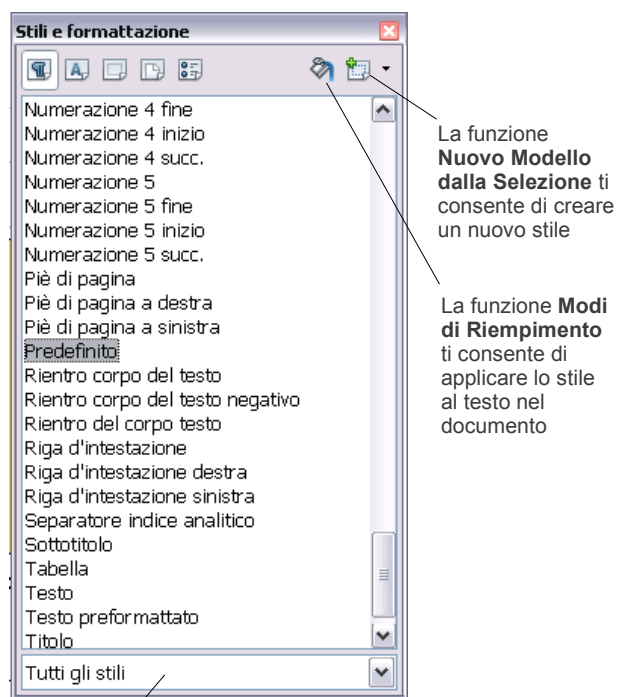 Stili e formattazione
Numerazione 4 fine
Numerazione 4 inizio
Numerazione 4 succ.
Numerazione 5
Numerazione 5 fine
Numerazione 5 inizio
Numerazione 5 succ.
Piè di pagina
Piè di pagina a destra
Piè di pagina a sinistra
Predefinito
Rientro corpo del testo
Rientro corpo del testo negativo
Rientro del corpo testo
Riga d'intestazione
Riga d'intestazione destra
Riga d'intestazione sinistra
Separatore indice analitico
Sottotitolo
Tabella
Testo
Testo preformattato
Titolo
Tutti gli stili
La funzione
Nuovo Modello
dalla Selezione ti
consente di creare
un nuovo stile
La funzione Modi
di Riempimento
ti consente di
applicare lo stile
al testo nel
documento